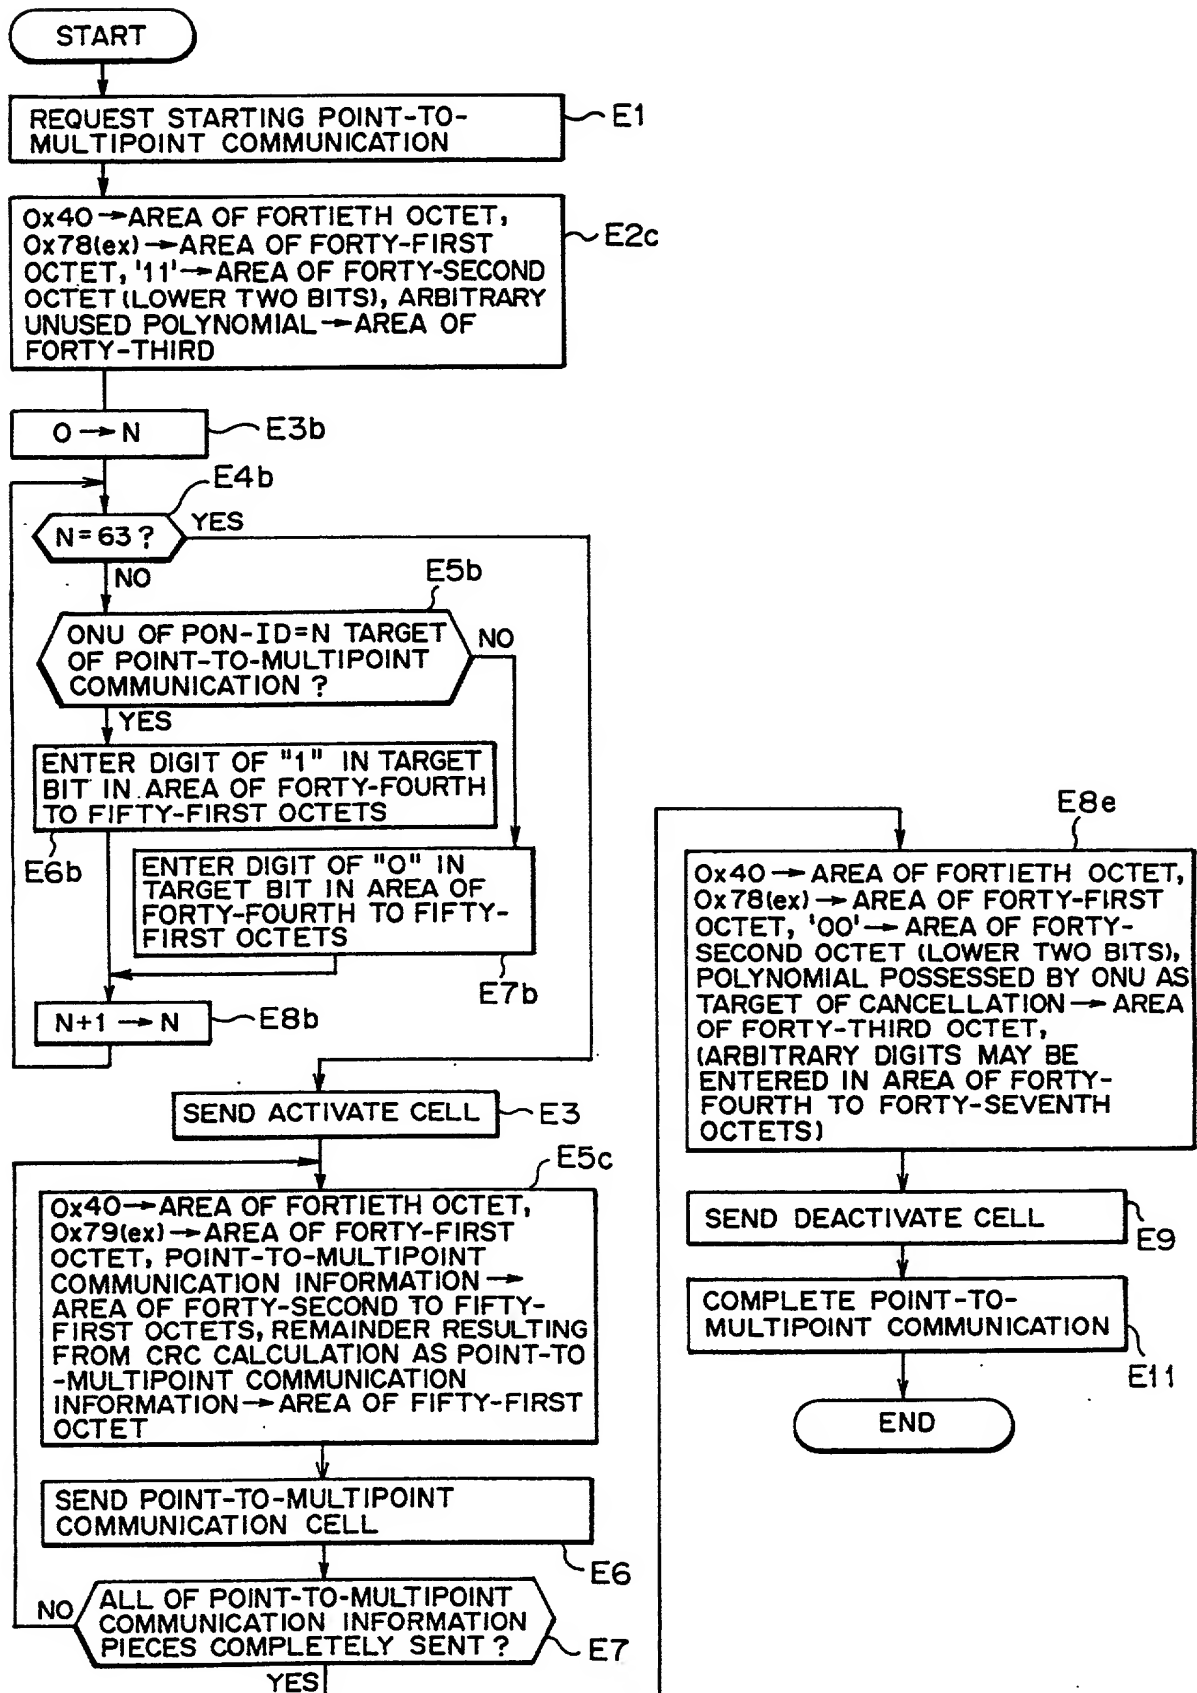 START
REQUEST STARTING POINT-TO-
MULTIPOINT COMMUNICATION
E1
0x40→AREA OF FORTIETH OCTET,
0x78(ex)→AREA OF FORTY-FIRST
OCTET, '11'→AREA OF FORTY-SECOND
OCTET (LOWER TWO BITS), ARBITRARY
UNUSED POLYNOMIAL→AREA OF
FORTY-THIRD
E2c
0→N
E3b
E4b
N=63?
YES
NO
E5b
ONU OF PON-ID=N TARGET
OF POINT-TO-MULTIPOINT
COMMUNICATION?
NO
YES
ENTER DIGIT OF "1" IN TARGET
BIT IN AREA OF FORTY-FOURTH
TO FIFTY-FIRST OCTETS
E6b
ENTER DIGIT OF "0" IN
TARGET BIT IN AREA OF
FORTY-FOURTH TO FIFTY-
FIRST OCTETS
E7b
N+1→N
E8b
SEND ACTIVATE CELL
E3
E5c
0x40→AREA OF FORTIETH OCTET,
0x79(ex)→AREA OF FORTY-FIRST
OCTET, POINT-TO-MULTIPOINT
COMMUNICATION INFORMATION→
AREA OF FORTY-SECOND TO FIFTY-
FIRST OCTETS, REMAINDER RESULTING
FROM CRC CALCULATION AS POINT-TO
-MULTIPOINT COMMUNICATION
INFORMATION→AREA OF FIFTY-FIRST
OCTET
SEND POINT-TO-MULTIPOINT
COMMUNICATION CELL
E6
ALL OF POINT-TO-MULTIPOINT
COMMUNICATION INFORMATION
PIECES COMPLETELY SENT?
NO
E7
YES
E8e
0x40→AREA OF FORTIETH OCTET,
0x78(ex)→AREA OF FORTY-FIRST
OCTET, '00'→AREA OF FORTY-
SECOND OCTET (LOWER TWO BITS),
POLYNOMIAL POSSESSED BY ONU AS
TARGET OF CANCELLATION→AREA
OF FORTY-THIRD OCTET,
(ARBITRARY DIGITS MAY BE
ENTERED IN AREA OF FORTY-
FOURTH TO FORTY-SEVENTH
OCTETS)
SEND DEACTIVATE CELL
E9
COMPLETE POINT-TO-
MULTIPOINT COMMUNICATION
E11
END